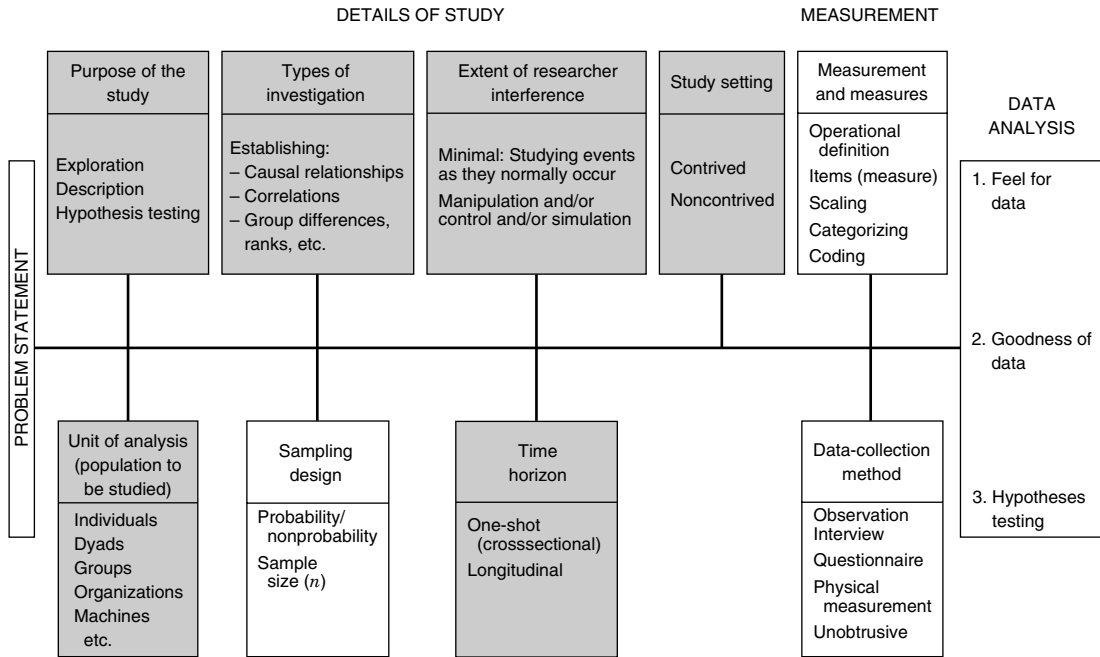 DETAILS OF STUDY
MEASUREMENT
Purpose of the
study
Exploration
Description
Hypothesis testing
Types of
investigation
Establishing:
– Causal relationships
– Correlations
– Group differences,
ranks, etc.
Extent of researcher
interference
Minimal: Studying events
as they normally occur
Manipulation and/or
control and/or simulation
Study setting
Contrived
Noncontrived
Measurement
and measures
Operational
definition
Items (measure)
Scaling
Categorizing
Coding
DATA
ANALYSIS
1. Feel for
data
2. Goodness of
data
3. Hypotheses
testing
PROBLEM STATEMENT
Unit of analysis
(population to
be studied)
Individuals
Dyads
Groups
Organizations
Machines
etc.
Sampling
design
Probability/
nonprobability
Sample
size (n)
Time
horizon
One-shot
(crosssectional)
Longitudinal
Data-collection
method
Observation
Interview
Questionnaire
Physical
measurement
Unobtrusive